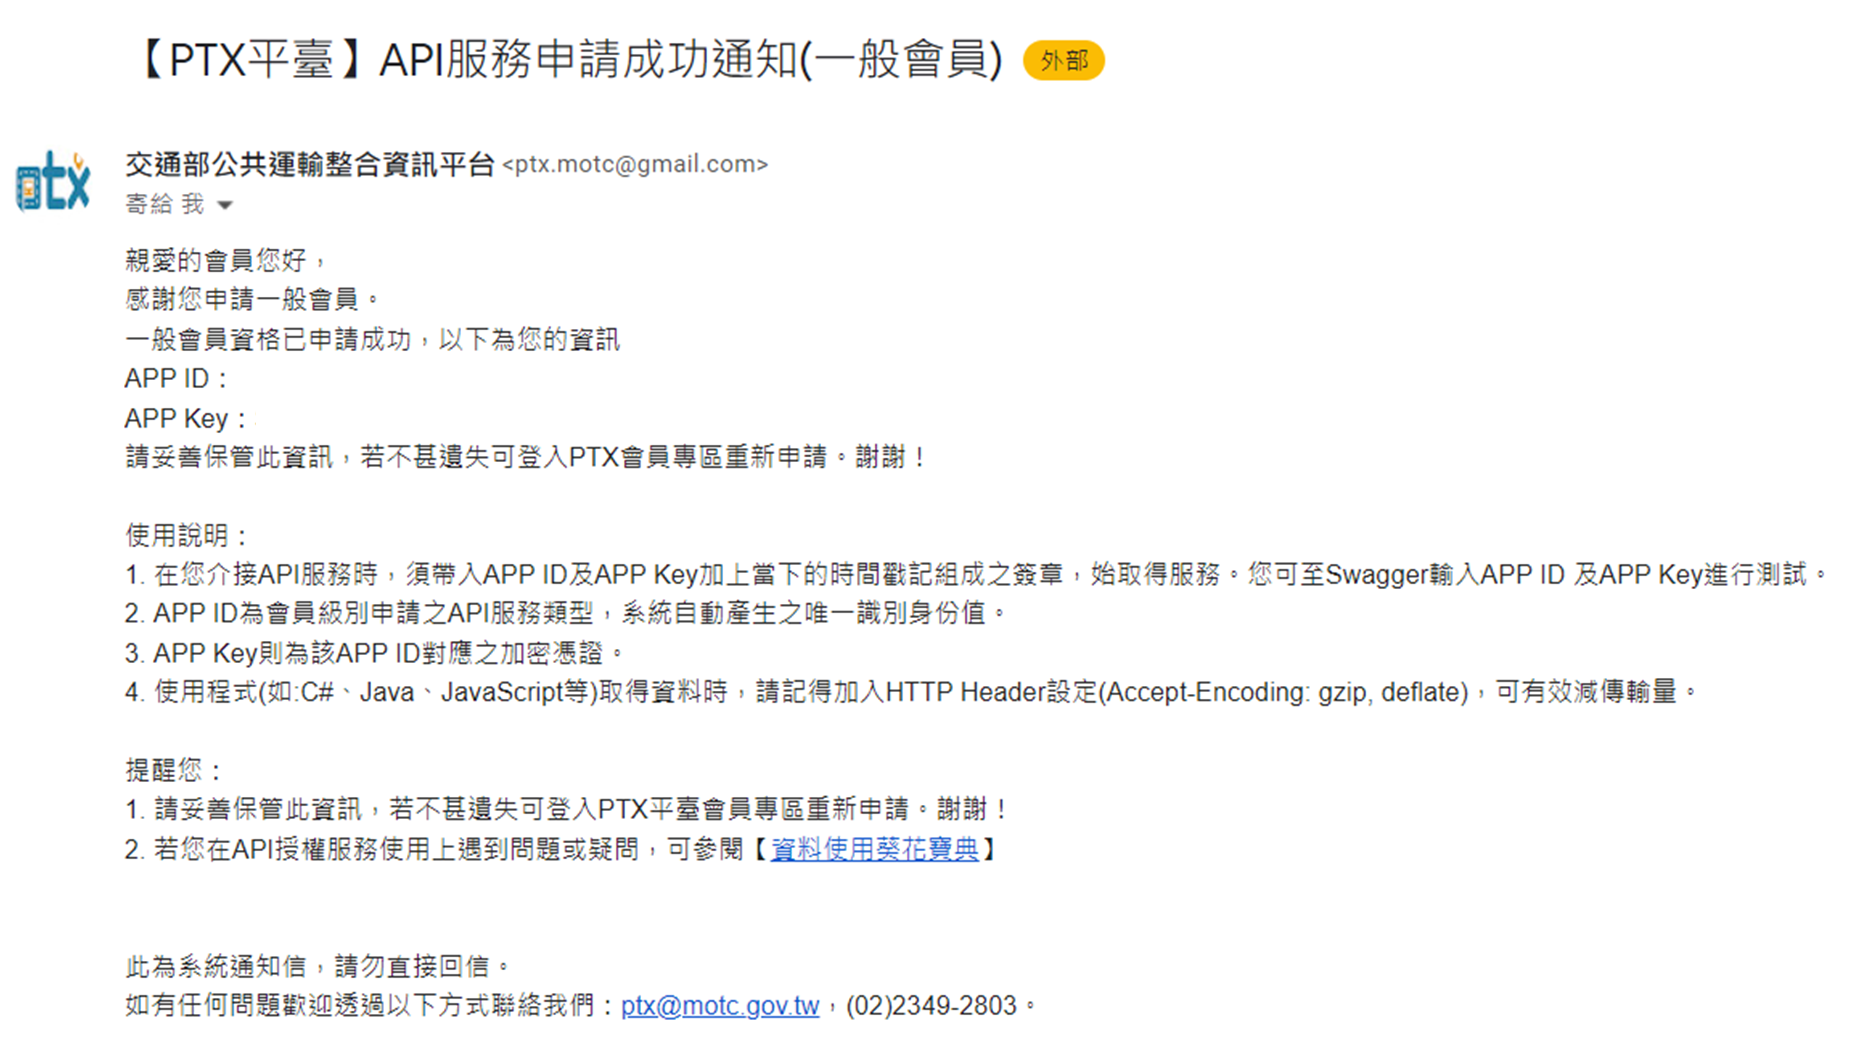 【PTX平臺】API服務申請成功通知(一般會員) 外部
ptx
交通部公共運輸整合資訊平台 <ptx.motc@gmail.com>
寄給 我
親愛的會員您好，
感謝您申請一般會員。
一般會員資格已申請成功，以下為您的資訊
APP ID：
APP Key：
請妥善保管此資訊，若不甚遺失可登入PTX會員專區重新申請。謝謝！
使用說明：
1. 在您介接API服務時，須帶入APP ID及APP Key加上當下的時間戳記組成之簽章，始取得服務。您可至Swagger輸入APP ID 及APP Key進行測試。
2. APP ID為會員級別申請之API服務類型，系統自動產生之唯一識別身份值。
3. APP Key則為該APP ID對應之加密憑證。
4. 使用程式(如:C#、Java、JavaScript等)取得資料時，請記得加入HTTP Header設定(Accept-Encoding: gzip, deflate)，可有效減傳輸量。
提醒您：
1. 請妥善保管此資訊，若不甚遺失可登入PTX平臺會員專區重新申請。謝謝！
2. 若您在API授權服務使用上遇到問題或疑問，可參閱【資料使用葵花寶典】
此為系統通知信，請勿直接回信。
如有任何問題歡迎透過以下方式聯絡我們：ptx@motc.gov.tw，(02)2349-2803。